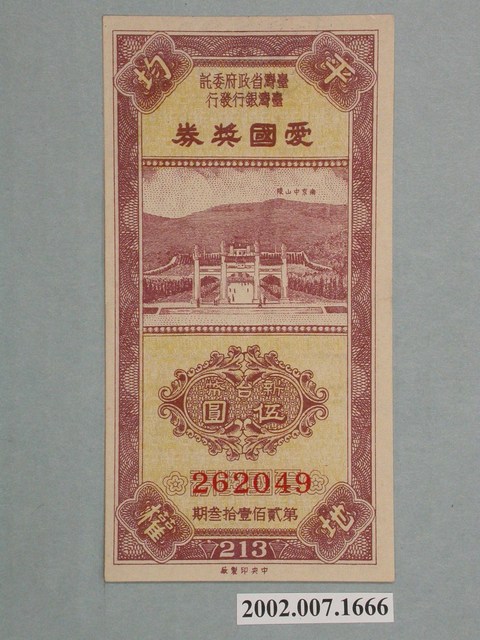 平均
臺灣省政府委託
臺灣銀行發行
愛國獎券
南京中山陵
新台幣
伍圓
262049
第貳佰壹拾叁期
地權
213
中央印製廠
2002.007.1666